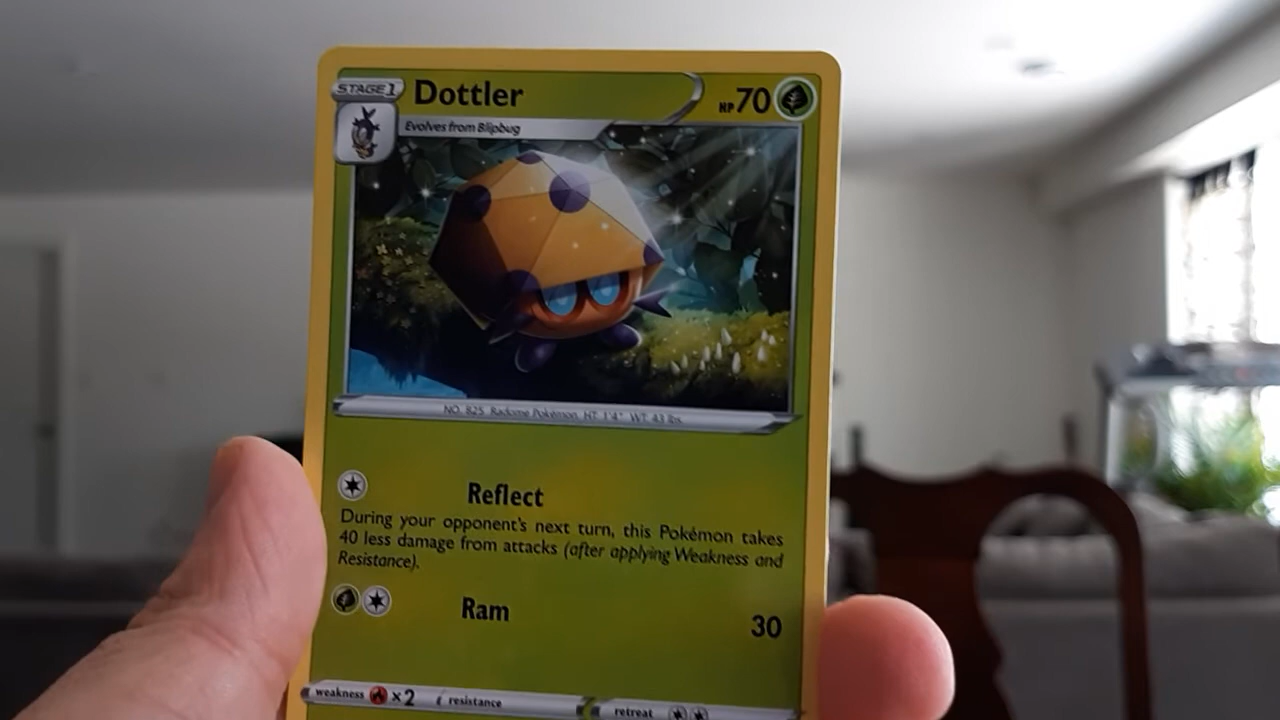 STAGE 1
Dottler
HP 70
Evolves from Blipbug
NO. 825 Radome Pokémon HT: 1'4" WT: 43 lbs.
Reflect
During your opponent's next turn, this Pokémon takes
40 less damage from attacks (after applying Weakness and
Resistance).
Ram 30
weakness ×2 resistance retreat